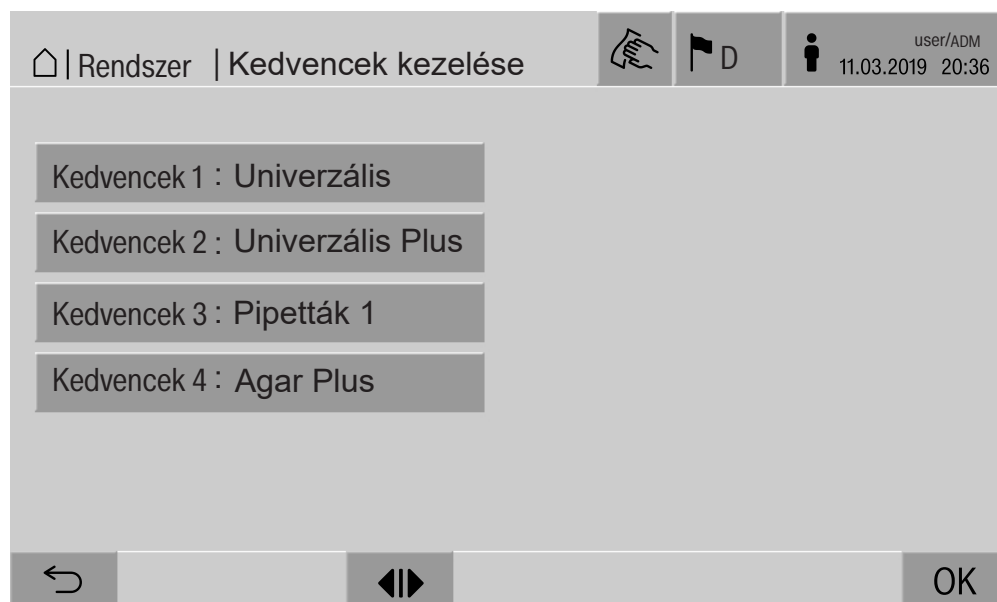 | Rendszer | Kedvencek kezelése
D
user/ADM
11.03.2019 20:36
Kedvencek 1 : Univerzális
Kedvencek 2 : Univerzális Plus
Kedvencek 3 : Pipetták 1
Kedvencek 4 : Agar Plus
OK